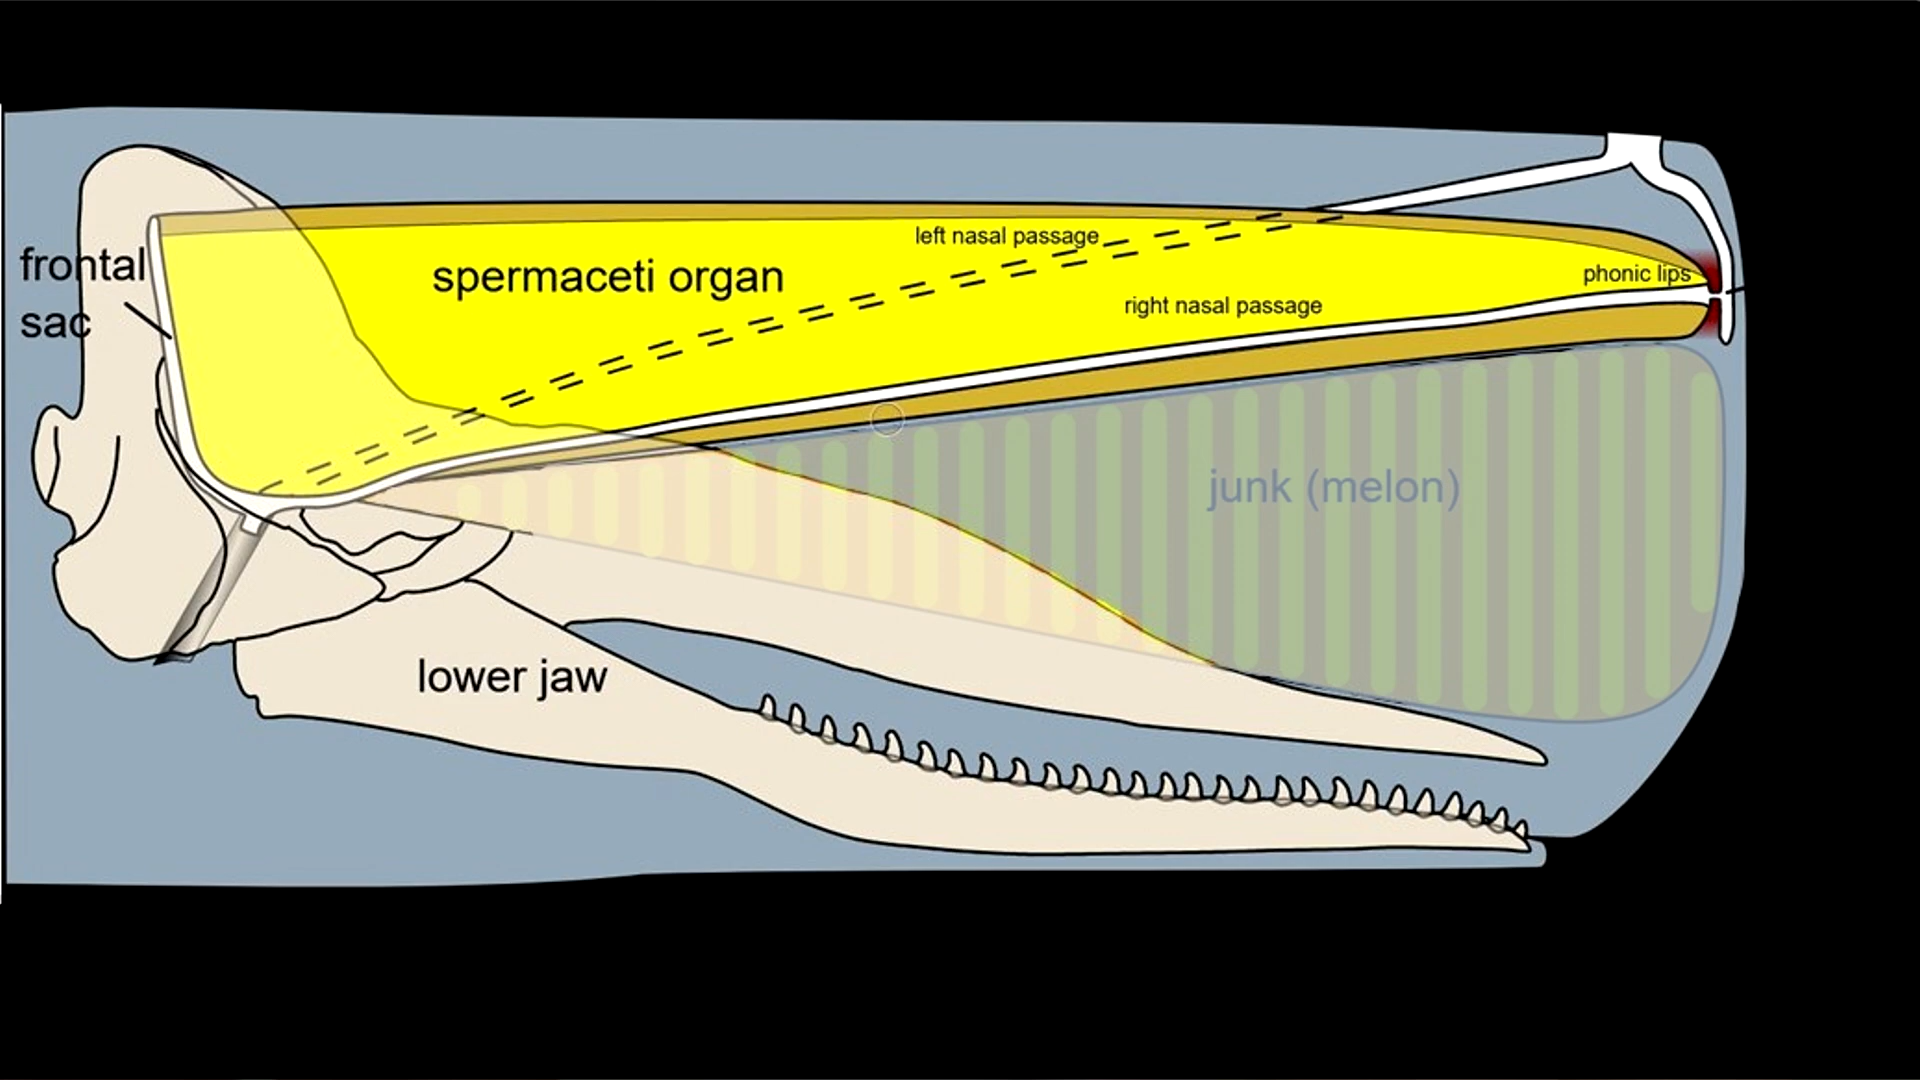 left nasal passage
frontal
sac
spermaceti organ
phonic lips
right nasal passage
junk (melon)
lower jaw